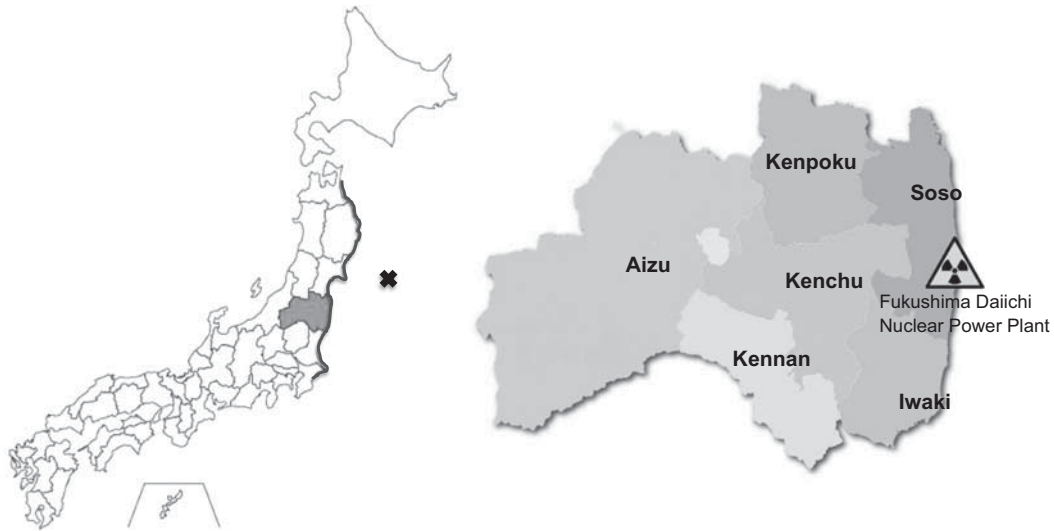 Kenpoku
Soso
Aizu
Kenchu
Fukushima Daiichi
Nuclear Power Plant
Kennan
Iwaki